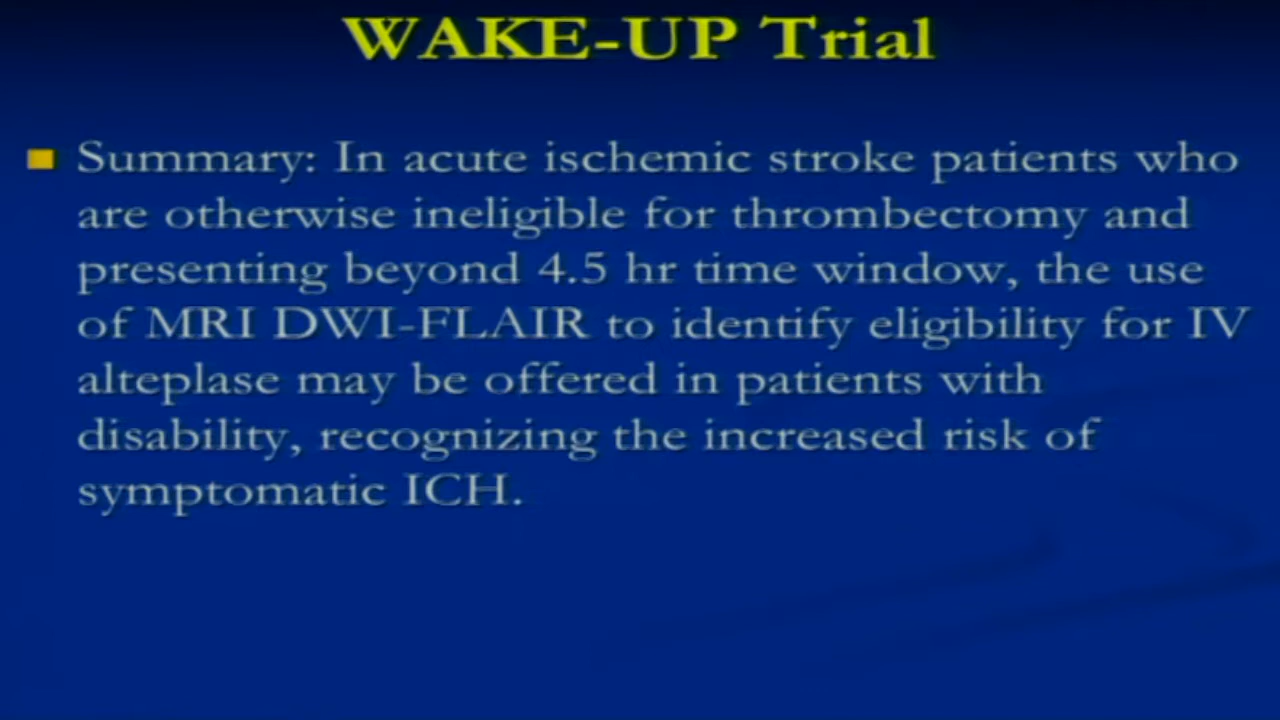 WAKE-UP Trial
Summary: In acute ischemic stroke patients who
are otherwise ineligible for thrombectomy and
presenting beyond 4.5 hr time window, the use
of MRI DWI-FLAIR to identify eligibility for IV
alteplase may be offered in patients with
disability, recognizing the increased risk of
symptomatic ICH.